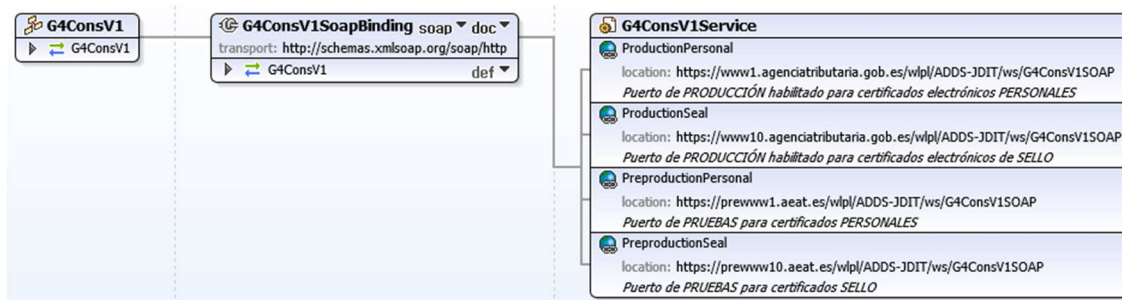 G4ConsV1
G4ConsV1
G4ConsV1SoapBinding soap doc
transport: http://schemas.xmlsoap.org/soap/http
G4ConsV1 def
G4ConsV1Service
ProductionPersonal
location: https://www1.agenciatributaria.gob.es/wlpl/ADDS-JDIT/ws/G4ConsV1SOAP
Puerto de PRODUCCIÓN habilitado para certificados electrónicos PERSONALES
ProductionSeal
location: https://www10.agenciatributaria.gob.es/wlpl/ADDS-JDIT/ws/G4ConsV1SOAP
Puerto de PRODUCCIÓN habilitado para certificados electrónicos de SELLO
PreproductionPersonal
location: https://prewww1.aeat.es/wlpl/ADDS-JDIT/ws/G4ConsV1SOAP
Puerto de PRUEBAS para certificados PERSONALES
PreproductionSeal
location: https://prewww10.aeat.es/wlpl/ADDS-JDIT/ws/G4ConsV1SOAP
Puerto de PRUEBAS para certificados SELLO